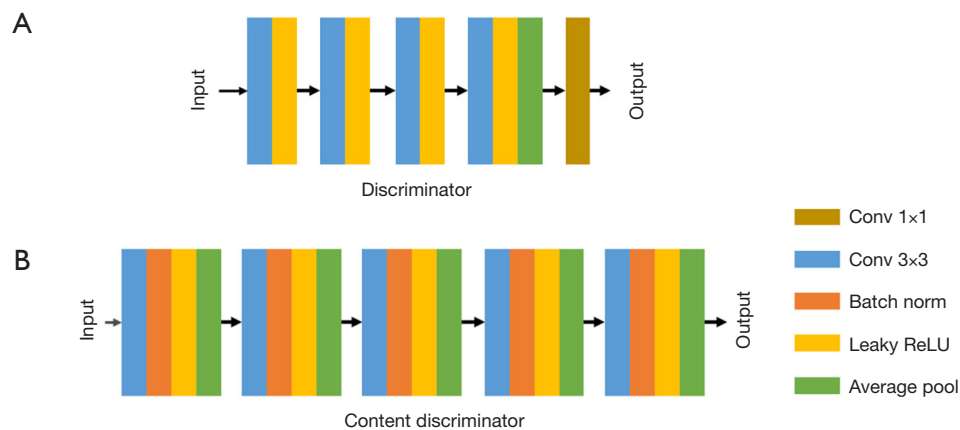 A
Input
Output
Discriminator
B
Input
Output
Content discriminator
Conv 1×1
Conv 3×3
Batch norm
Leaky ReLU
Average pool